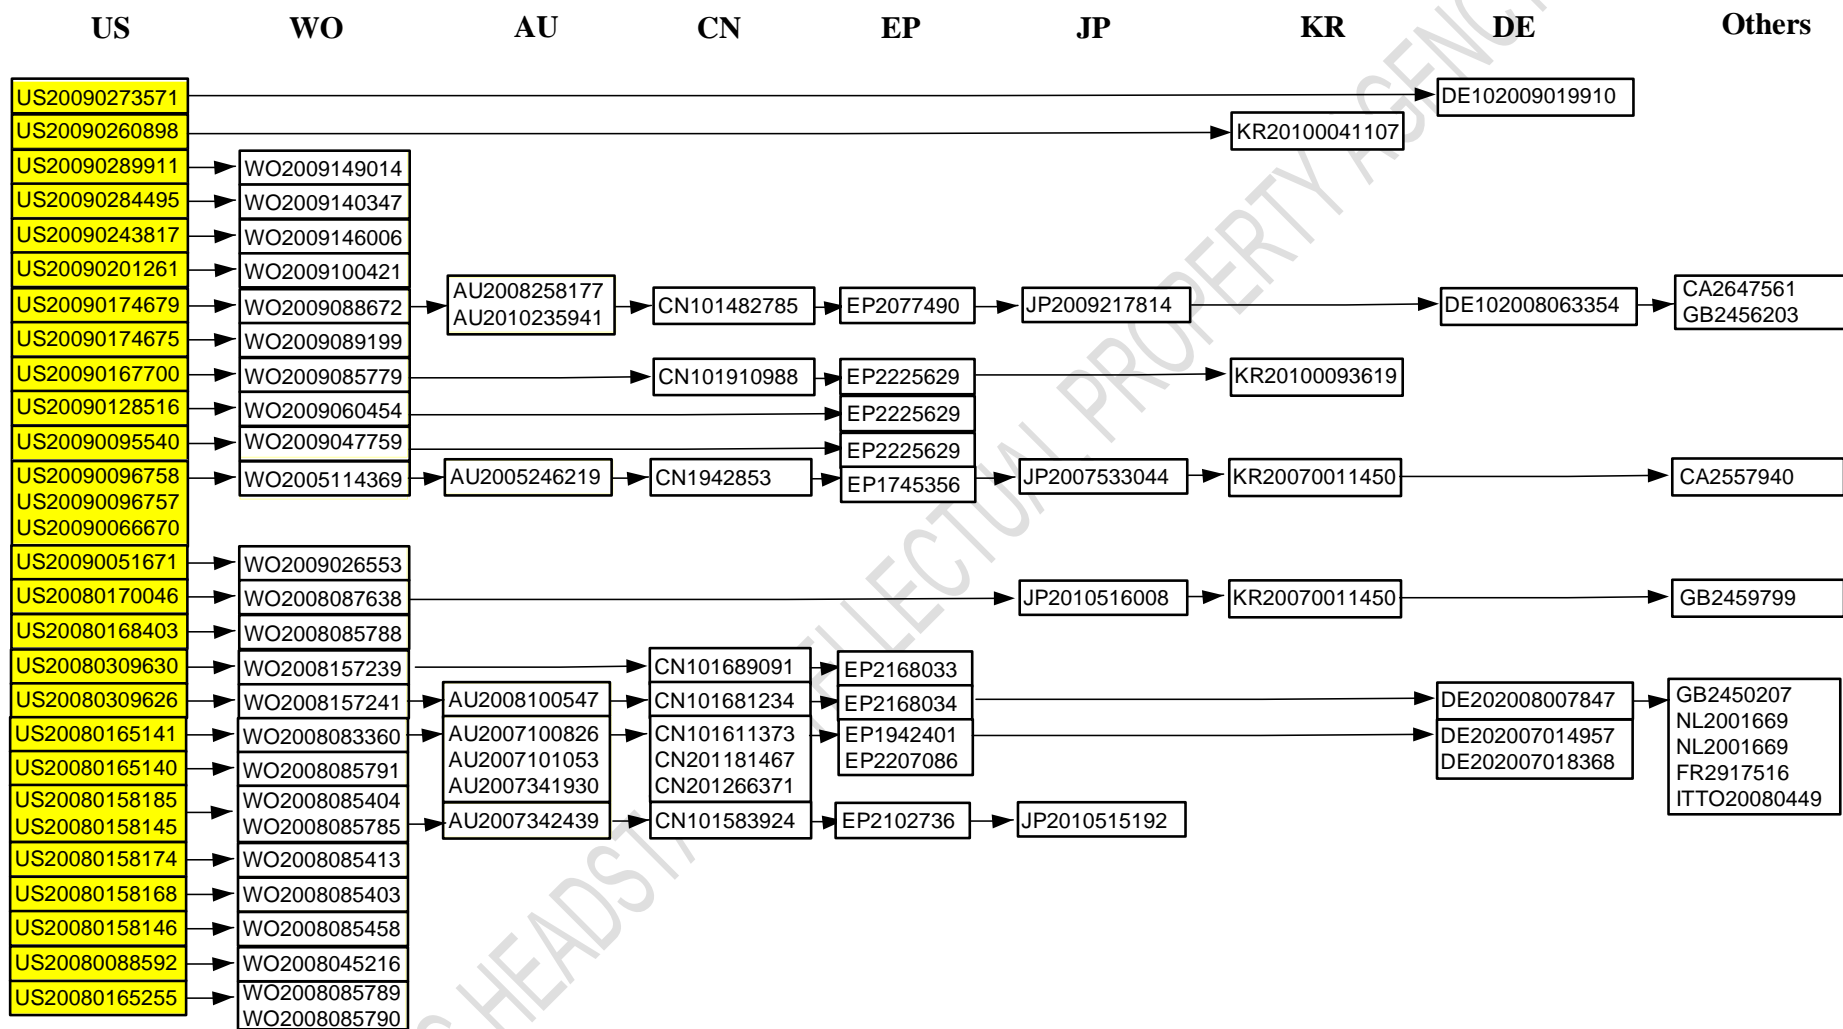 US WO AU CN EP JP KR DE Others
US20090273571 DE102009019910
US20090260898 KR20100041107
US20090289911 WO2009149014
US20090284495 WO2009140347
US20090243817 WO2009146006
US20090201261 WO2009100421
US20090174679 WO2009088672 AU2008258177 CN101482785 EP2077490 JP2009217814 DE102008063354 CA2647561
AU2010235941 GB2456203
US20090174675 WO2009089199
US20090167700 WO2009085779 CN101910988 EP2225629 KR20100093619
US20090128516 WO2009060454 EP2225629
US20090095540 WO2009047759 EP2225629
US20090096758 WO2005114369 AU2005246219 CN1942853 EP1745356 JP2007533044 KR20070011450 CA2557940
US20090096757
US20090066670
US20090051671 WO2009026553
US20080170046 WO2008087638 JP2010516008 KR20070011450 GB2459799
US20080168403 WO2008085788
US20080309630 WO2008157239 CN101689091 EP2168033
US20080309626 WO2008157241 AU2008100547 CN101681234 EP2168034 DE202008007847 GB2450207
NL2001669
US20080165141 WO2008083360 AU2007100826 CN101611373 EP1942401 DE202007014957 NL2001669
AU2007101053 CN201181467 EP2207086 DE202007018368 FR2917516
US20080165140 WO2008085791 AU2007341930 CN201266371 ITTO20080449
US20080158185 WO2008085404
US20080158145 WO2008085785 AU2007342439 CN101583924 EP2102736 JP2010515192
US20080158174 WO2008085413
US20080158168 WO2008085403
US20080158146 WO2008085458
US20080088592 WO2008045216
US20080165255 WO2008085789
WO2008085790
PROPERTY AGENCY